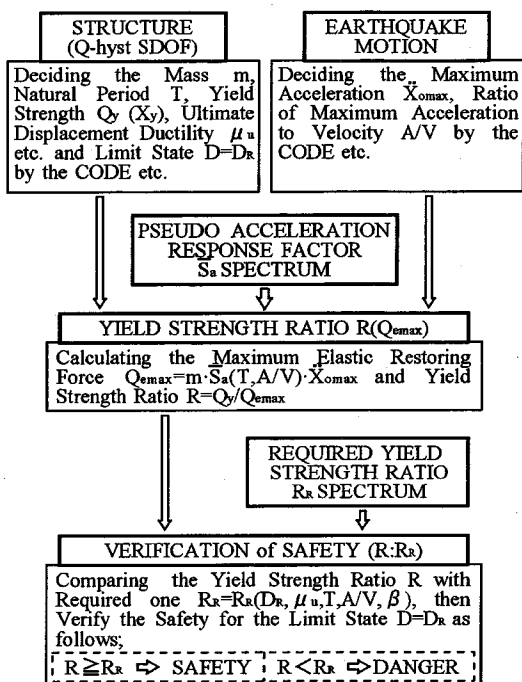 STRUCTURE
(Q-hyst SDOF)
Deciding the Mass m,
Natural Period T, Yield
Strength Qy (Xy), Ultimate
Displacement Ductility μu
etc. and Limit State D=DR
by the CODE etc.
EARTHQUAKE
MOTION
Deciding the Maximum
Acceleration Ẍomax, Ratio
of Maximum Acceleration
to Velocity A/V by the
CODE etc.
PSEUDO ACCELERATION
RESPONSE FACTOR
S̄a SPECTRUM
YIELD STRENGTH RATIO R(Qemax)
Calculating the Maximum Elastic Restoring
Force Qemax=m·S̄a(T,A/V)·Ẍomax and Yield
Strength Ratio R=Qy/Qemax
REQUIRED YIELD
STRENGTH RATIO
RR SPECTRUM
VERIFICATION of SAFETY (R:RR)
Comparing the Yield Strength Ratio R with
Required one RR=RR(DR, μu,T,A/V, β), then
Verify the Safety for the Limit State D=DR as
follows;
R≧RR ⇨ SAFETY R<RR ⇨DANGER